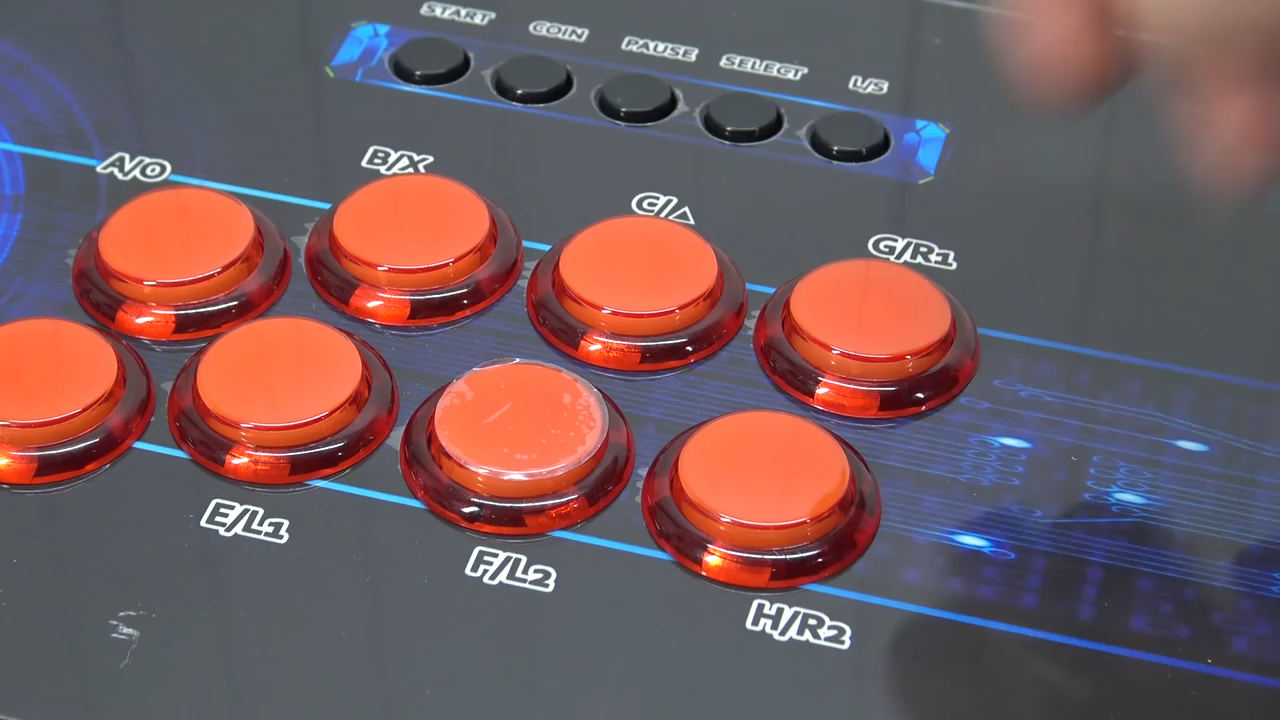 START
COIN
PAUSE
SELECT
L/S
A/O
B/X
C/△
G/R1
E/L1
F/L2
H/R2